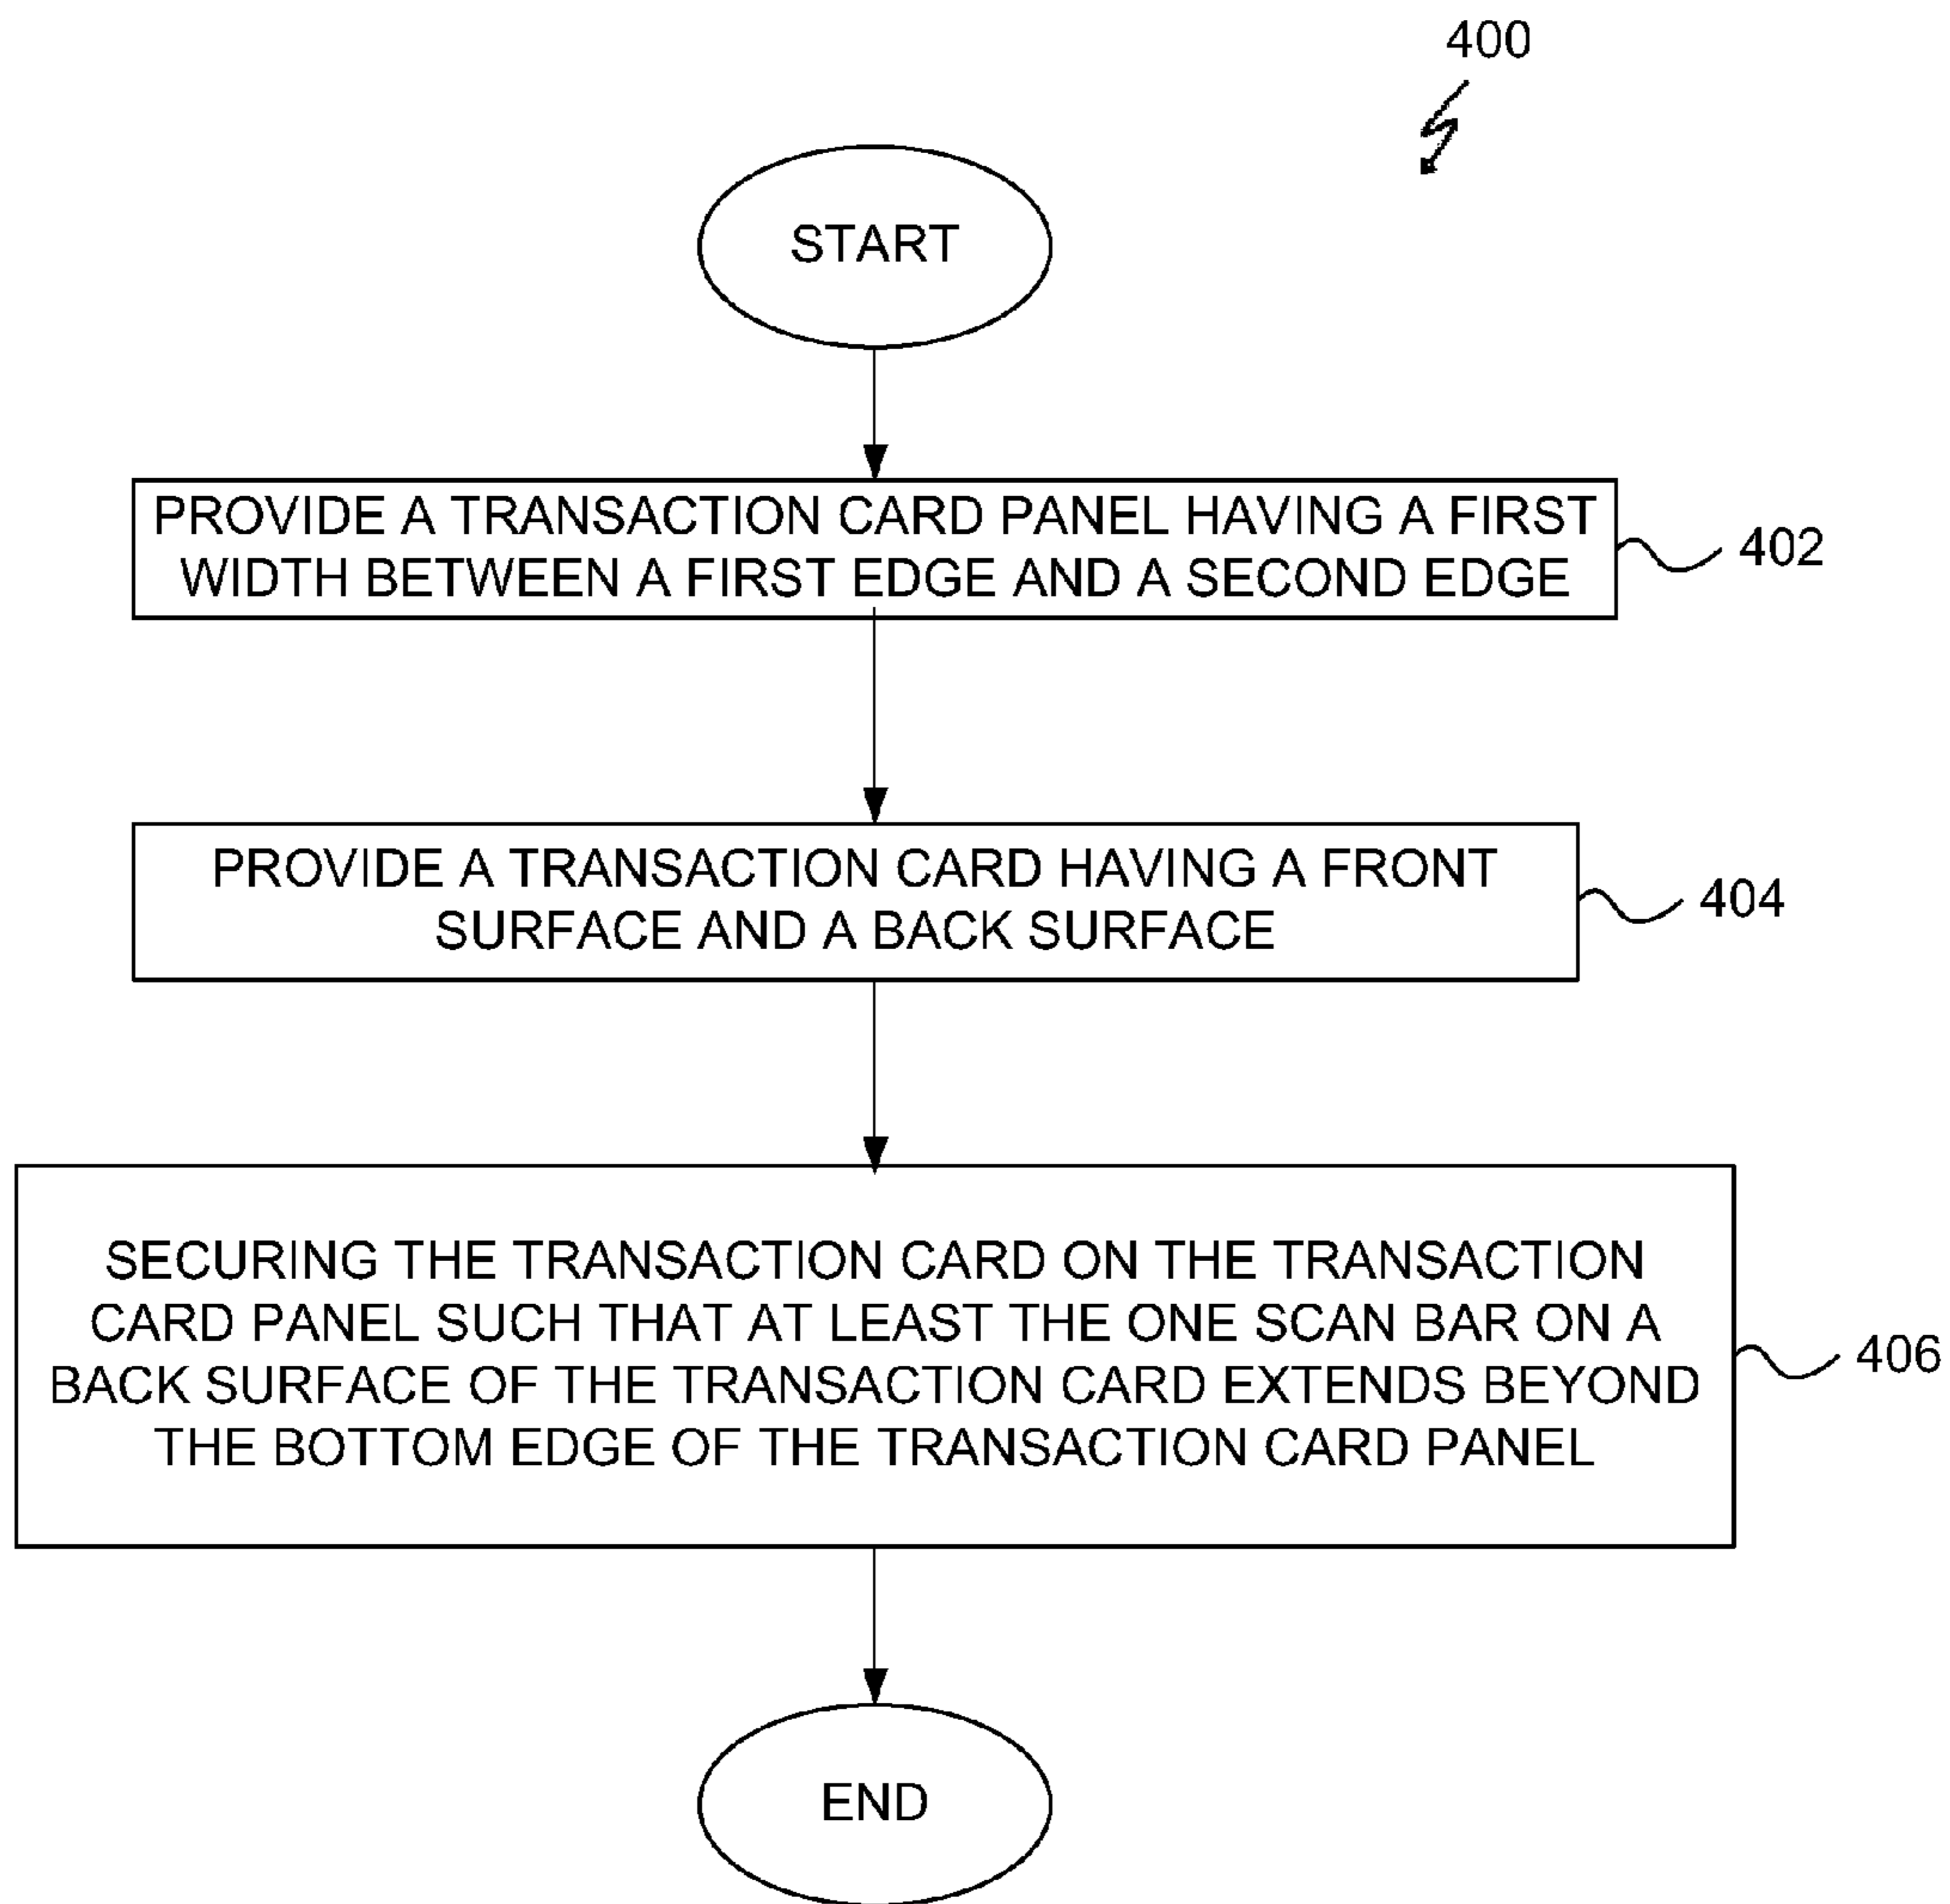 400
START
PROVIDE A TRANSACTION CARD PANEL HAVING A FIRST
WIDTH BETWEEN A FIRST EDGE AND A SECOND EDGE
402
PROVIDE A TRANSACTION CARD HAVING A FRONT
SURFACE AND A BACK SURFACE
404
SECURING THE TRANSACTION CARD ON THE TRANSACTION
CARD PANEL SUCH THAT AT LEAST THE ONE SCAN BAR ON A
BACK SURFACE OF THE TRANSACTION CARD EXTENDS BEYOND
THE BOTTOM EDGE OF THE TRANSACTION CARD PANEL
406
END